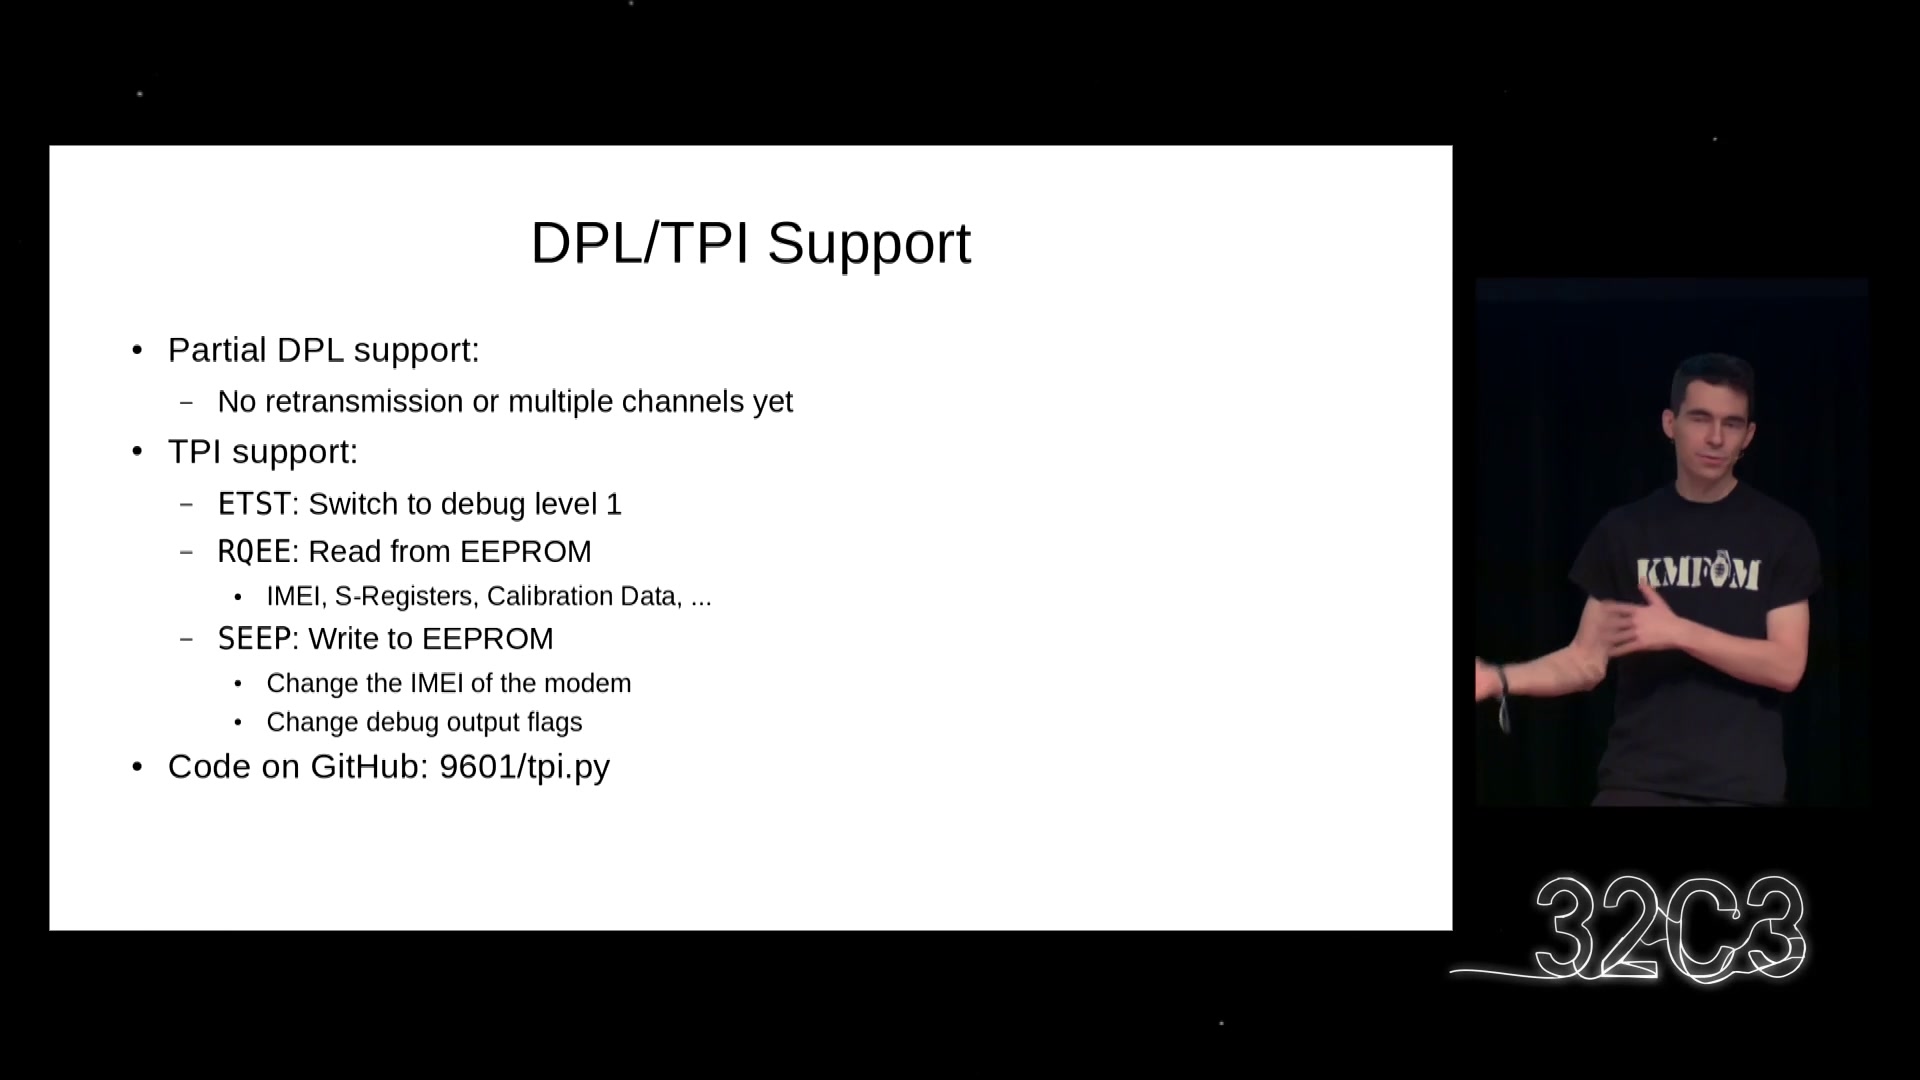 DPL/TPI Support
• Partial DPL support:
– No retransmission or multiple channels yet
• TPI support:
– ETST: Switch to debug level 1
– RQEE: Read from EEPROM
• IMEI, S-Registers, Calibration Data, ...
– SEEP: Write to EEPROM
• Change the IMEI of the modem
• Change debug output flags
• Code on GitHub: 9601/tpi.py
KMFOM
32C3